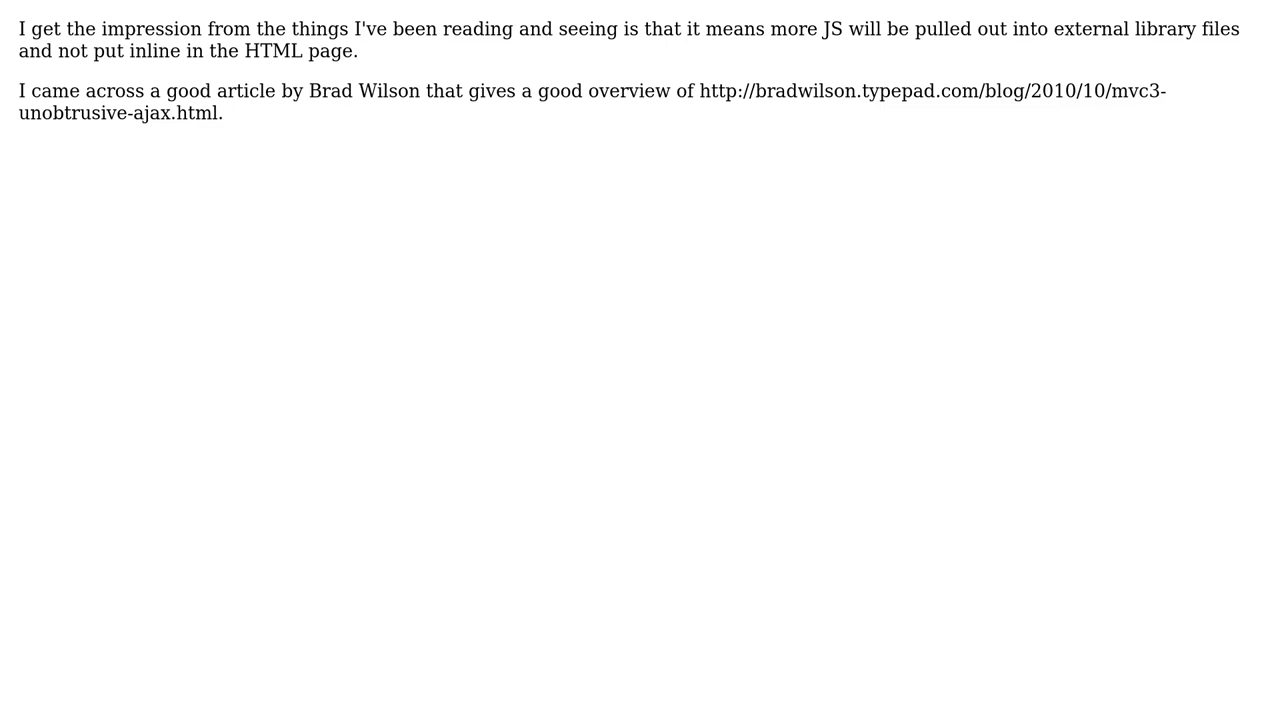 I get the impression from the things I've been reading and seeing is that it means more JS will be pulled out into external library files
and not put inline in the HTML page.
I came across a good article by Brad Wilson that gives a good overview of http://bradwilson.typepad.com/blog/2010/10/mvc3-
unobtrusive-ajax.html.